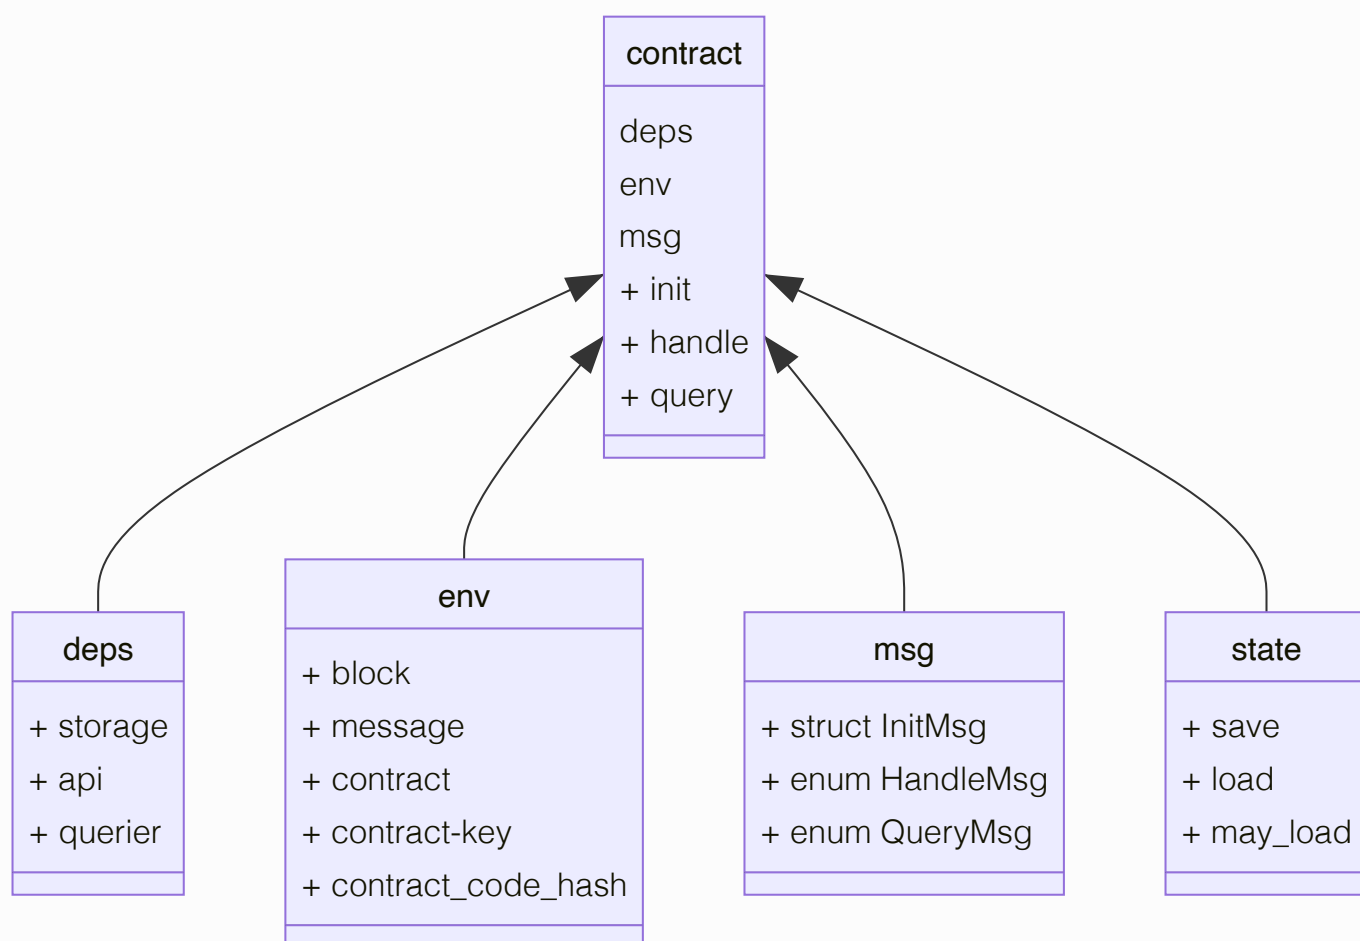 contract
deps
env
msg
+ init
+ handle
+ query
deps
+ storage
+ api
+ querier
env
+ block
+ message
+ contract
+ contract-key
+ contract_code_hash
msg
+ struct InitMsg
+ enum HandleMsg
+ enum QueryMsg
state
+ save
+ load
+ may_load